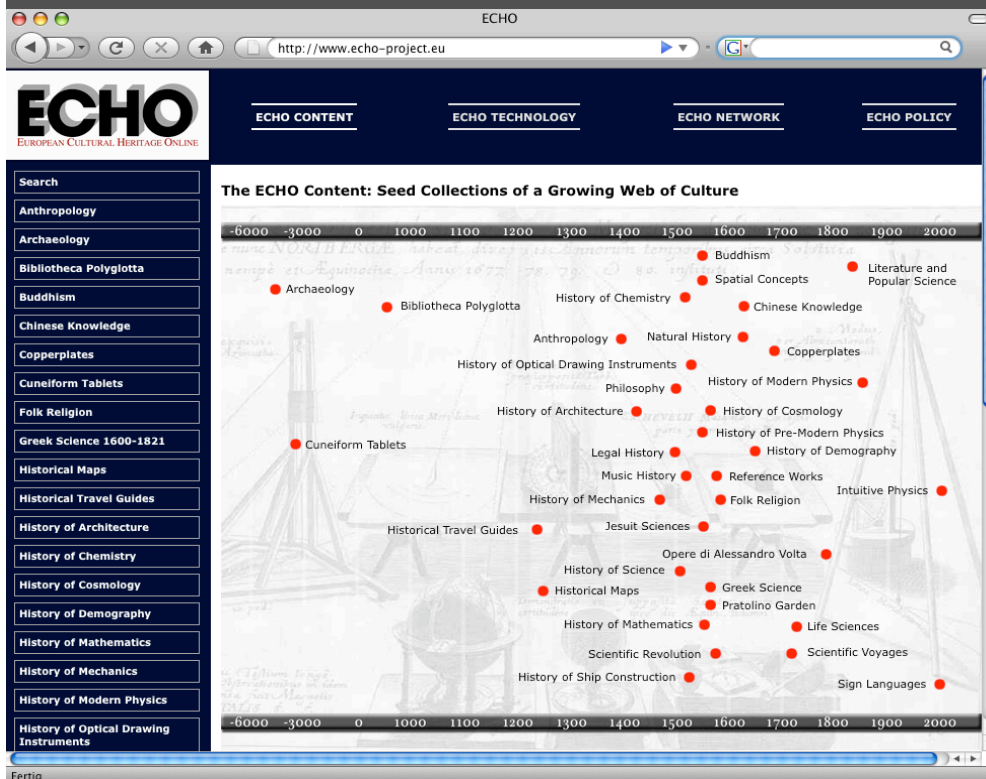 ECHO
http://www.echo-project.eu
G
ECHO
EUROPEAN CULTURAL HERITAGE ONLINE
ECHO CONTENT
ECHO TECHNOLOGY
ECHO NETWORK
ECHO POLICY
Search
Anthropology
Archaeology
Bibliotheca Polyglotta
Buddhism
Chinese Knowledge
Copperplates
Cuneiform Tablets
Folk Religion
Greek Science 1600-1821
Historical Maps
Historical Travel Guides
History of Architecture
History of Chemistry
History of Cosmology
History of Demography
History of Mathematics
History of Mechanics
History of Modern Physics
History of Optical Drawing
Instruments
The ECHO Content: Seed Collections of a Growing Web of Culture
-6000 -3000 0 1000 1100 1200 1300 1400 1500 1600 1700 1800 1900 2000
Buddhism
Literature and
Popular Science
Spatial Concepts
Archaeology
History of Chemistry
Bibliotheca Polyglotta
Chinese Knowledge
Anthropology
Natural History
Copperplates
History of Optical Drawing Instruments
History of Modern Physics
Philosophy
History of Architecture
History of Cosmology
History of Pre-Modern Physics
Cuneiform Tablets
Legal History
History of Demography
Music History
Reference Works
Intuitive Physics
History of Mechanics
Folk Religion
Historical Travel Guides
Jesuit Sciences
Opere di Alessandro Volta
History of Science
Historical Maps
Greek Science
Pratolino Garden
History of Mathematics
Life Sciences
Scientific Revolution
Scientific Voyages
History of Ship Construction
Sign Languages
-6000 -3000 0 1000 1100 1200 1300 1400 1500 1600 1700 1800 1900 2000
Fertig